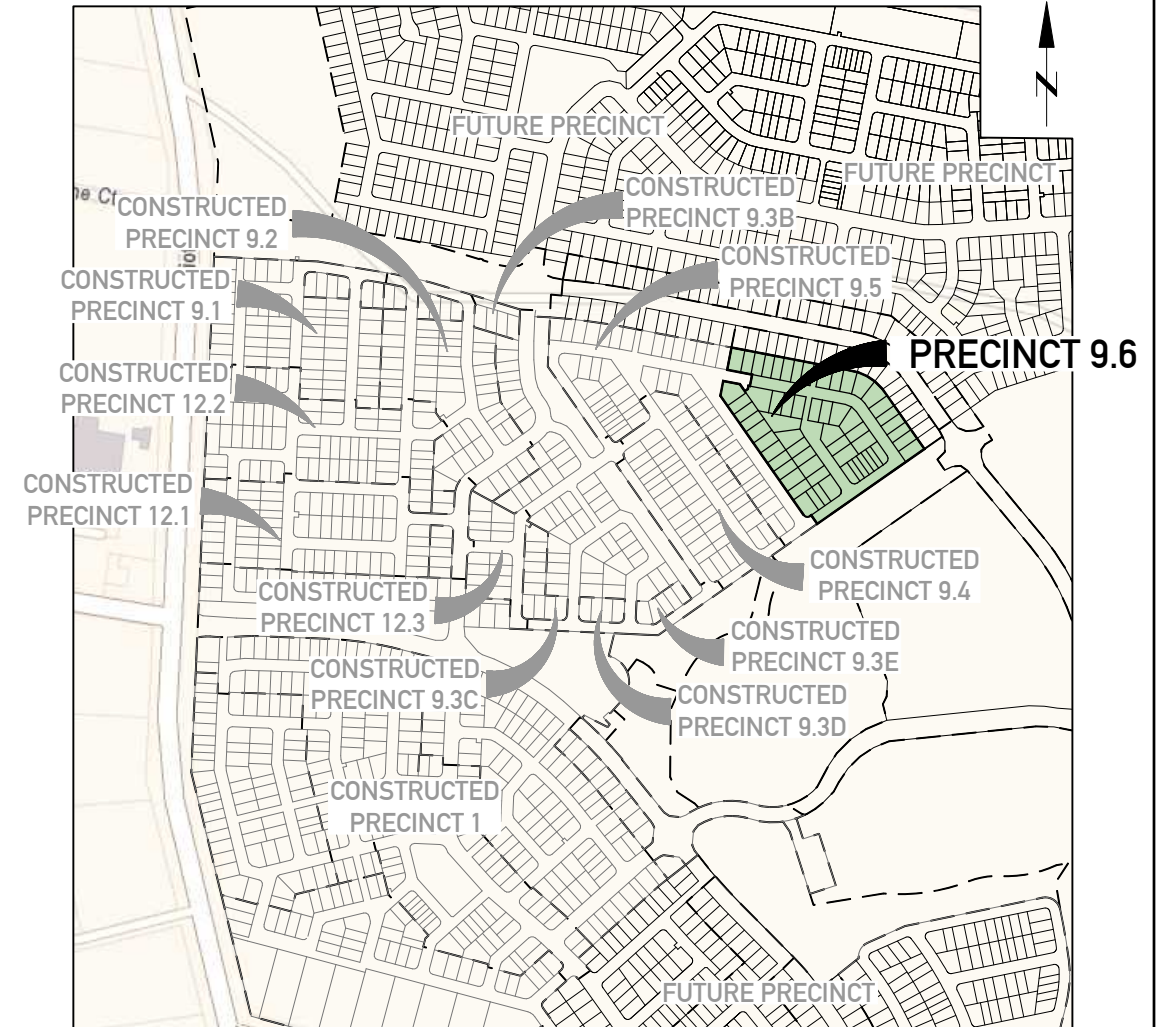 N
FUTURE PRECINCT
FUTURE PRECINCT
ne Ct
CONSTRUCTED
PRECINCT 9.2
CONSTRUCTED
PRECINCT 9.3B
CONSTRUCTED
PRECINCT 9.5
CONSTRUCTED
PRECINCT 9.1
PRECINCT 9.6
CONSTRUCTED
PRECINCT 12.2
CONSTRUCTED
PRECINCT 12.1
CONSTRUCTED
PRECINCT 9.4
CONSTRUCTED
PRECINCT 12.3
CONSTRUCTED
PRECINCT 9.3E
CONSTRUCTED
PRECINCT 9.3C
CONSTRUCTED
PRECINCT 9.3D
CONSTRUCTED
PRECINCT 1
FUTURE PRECINCT